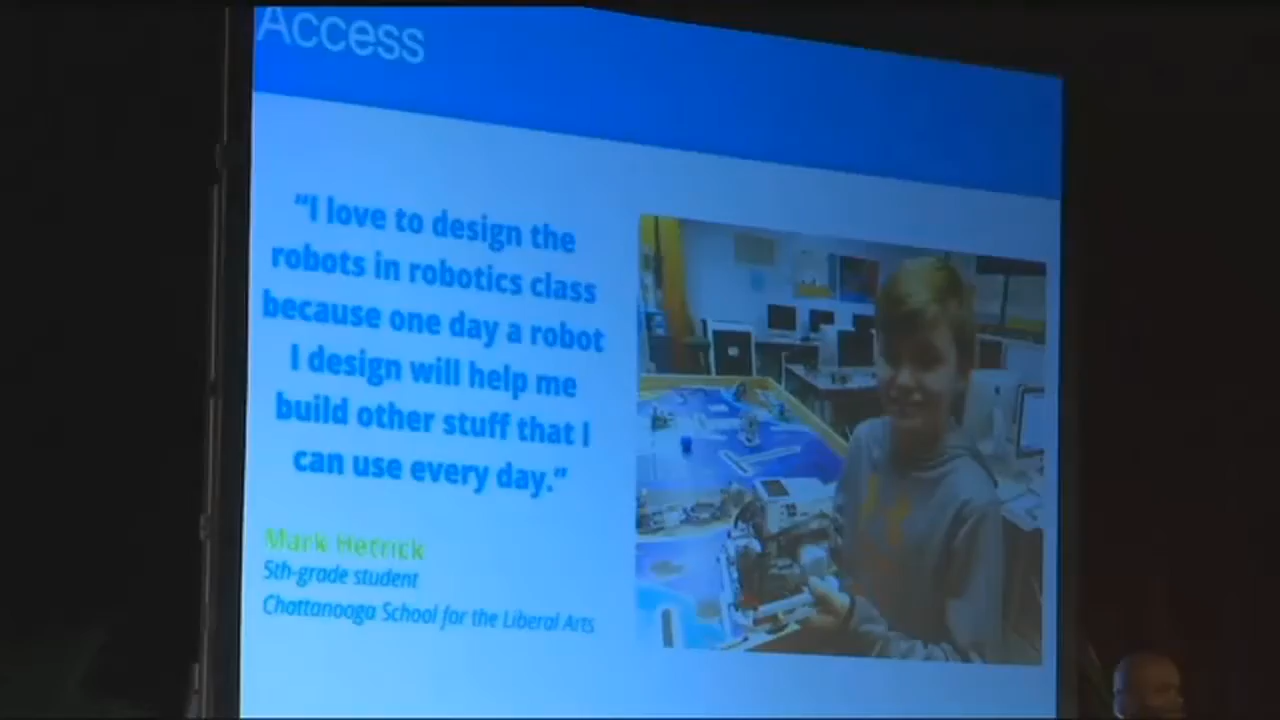 Access
“I love to design the
robots in robotics class
because one day a robot
I design will help me
build other stuff that I
can use every day.”
Mark Hetrick
5th-grade student
Chattanooga School for the Liberal Arts